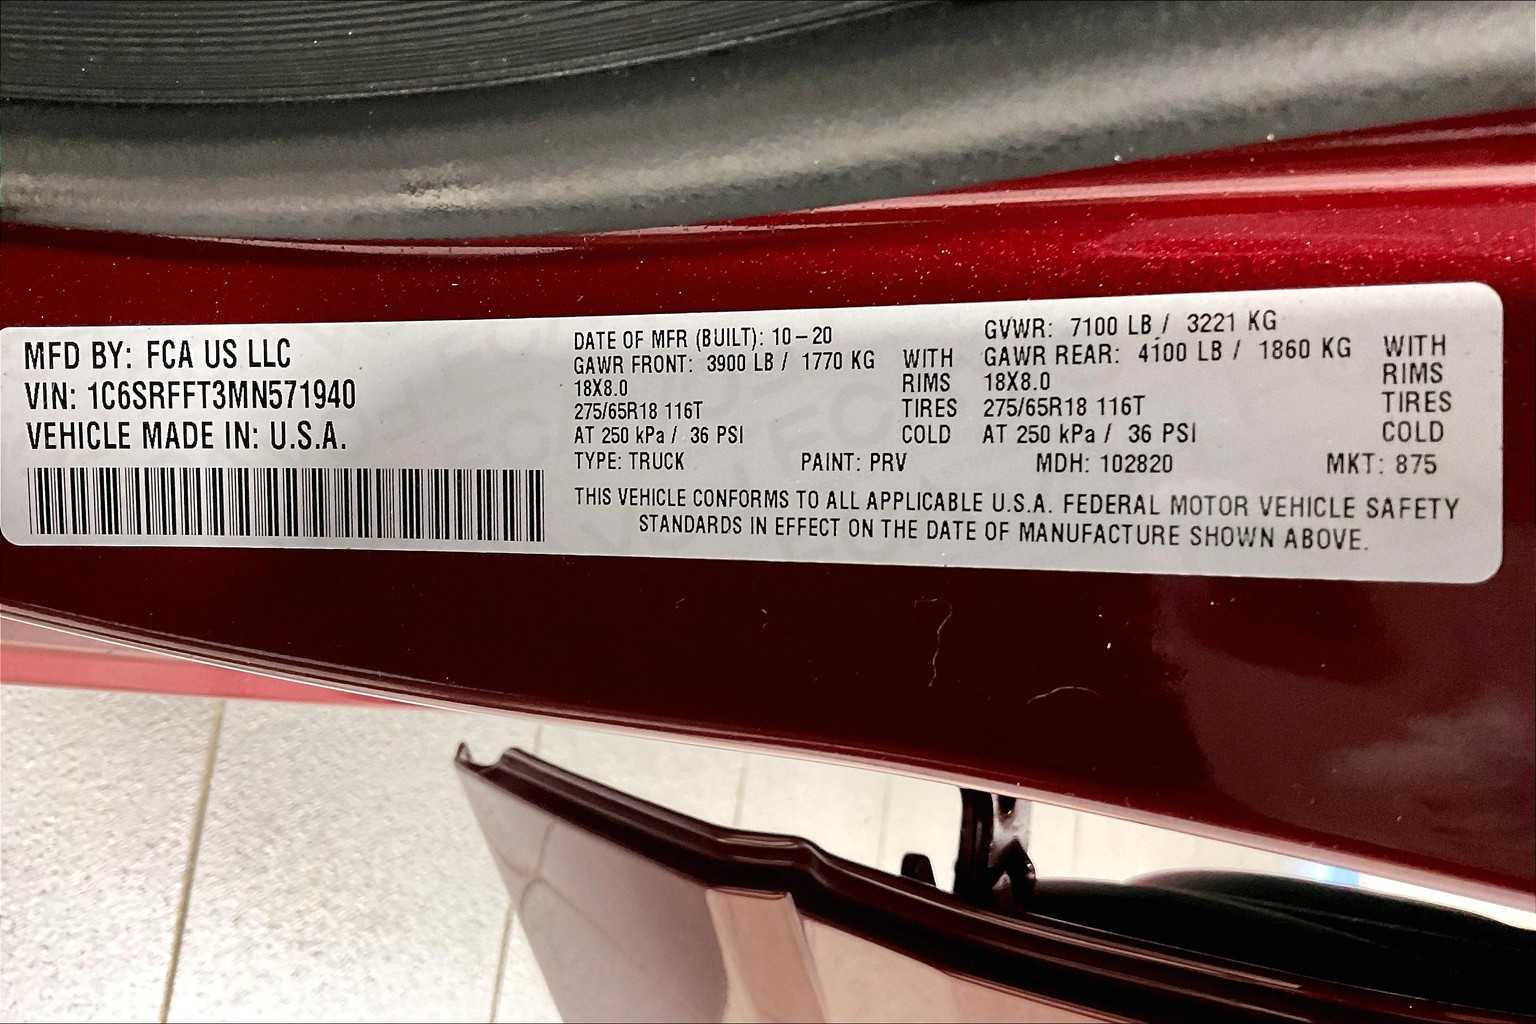 MFD BY: FCA US LLC
VIN: 1C6SRFFT3MN571940
VEHICLE MADE IN: U.S.A.
DATE OF MFR (BUILT): 10-20
GAWR FRONT: 3900 LB / 1770 KG WITH
18X8.0 RIMS
275/65R18 116T TIRES
AT 250 kPa / 36 PSI COLD
GVWR: 7100 LB / 3221 KG
GAWR REAR: 4100 LB / 1860 KG WITH
18X8.0 RIMS
275/65R18 116T TIRES
AT 250 kPa / 36 PSI COLD
TYPE: TRUCK PAINT: PRV MDH: 102820 MKT: 875
THIS VEHICLE CONFORMS TO ALL APPLICABLE U.S.A. FEDERAL MOTOR VEHICLE SAFETY
STANDARDS IN EFFECT ON THE DATE OF MANUFACTURE SHOWN ABOVE.